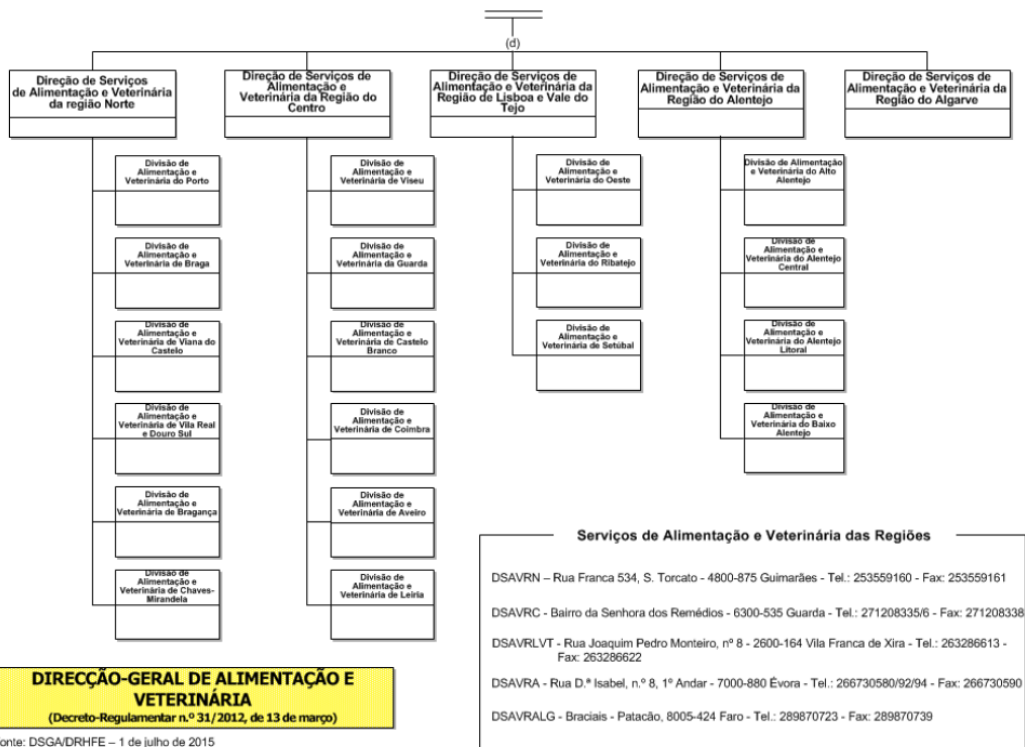 (d)
Direção de Serviços
de Alimentação e Veterinária
da região Norte
Direção de Serviços de
Alimentação e
Veterinária da Região do
Centro
Direção de Serviços de
Alimentação e Veterinária da
Região de Lisboa e Vale do
Tejo
Direção de Serviços de
Alimentação e Veterinária da
Região do Alentejo
Direção de Serviços de
Alimentação e Veterinária da
Região do Algarve
Divisão de
Alimentação e
Veterinária do Porto
Divisão de
Alimentação e
Veterinária de Braga
Divisão de
Alimentação e
Veterinária de Viana do
Castelo
Divisão de
Alimentação e
Veterinária de Vila Real
e Douro Sul
Divisão de
Alimentação e
Veterinária de Bragança
Divisão de
Alimentação e
Veterinária de Chaves-
Mirandela
Divisão de
Alimentação e
Veterinária de Viseu
Divisão de
Alimentação e
Veterinária da Guarda
Divisão de
Alimentação e
Veterinária de Castelo
Branco
Divisão de
Alimentação e
Veterinária de Coimbra
Divisão de
Alimentação e
Veterinária de Aveiro
Divisão de
Alimentação e
Veterinária de Leiria
Divisão de
Alimentação e
Veterinária do Oeste
Divisão de
Alimentação e
Veterinária do Ribatejo
Divisão de
Alimentação e
Veterinária de Setúbal
Divisão de Alimentação
e Veterinária do Alto
Alentejo
Divisão de
Alimentação e
Veterinária do Alentejo
Central
Divisão de
Alimentação e
Veterinária do Alentejo
Litoral
Divisão de
Alimentação e
Veterinária do Baixo
Alentejo
Serviços de Alimentação e Veterinária das Regiões
DSAVRN – Rua Franca 534, S. Torcato - 4800-875 Guimarães - Tel.: 253559160 - Fax: 253559161
DSAVRC - Bairro da Senhora dos Remédios - 6300-535 Guarda - Tel.: 271208335/6 - Fax: 271208338
DSAVRLVT - Rua Joaquim Pedro Monteiro, nº 8 - 2600-164 Vila Franca de Xira - Tel.: 263286613 -
Fax: 263286622
DSAVRA - Rua D.ª Isabel, n.º 8, 1º Andar - 7000-880 Évora - Tel.: 266730580/92/94 - Fax: 266730590
DSAVRALG - Braciais - Patacão, 8005-424 Faro - Tel.: 289870723 - Fax: 289870739
DIRECÇÃO-GERAL DE ALIMENTAÇÃO E
VETERINÁRIA
(Decreto-Regulamentar n.º 31/2012, de 13 de março)
onte: DSGA/DRHFE – 1 de julho de 2015